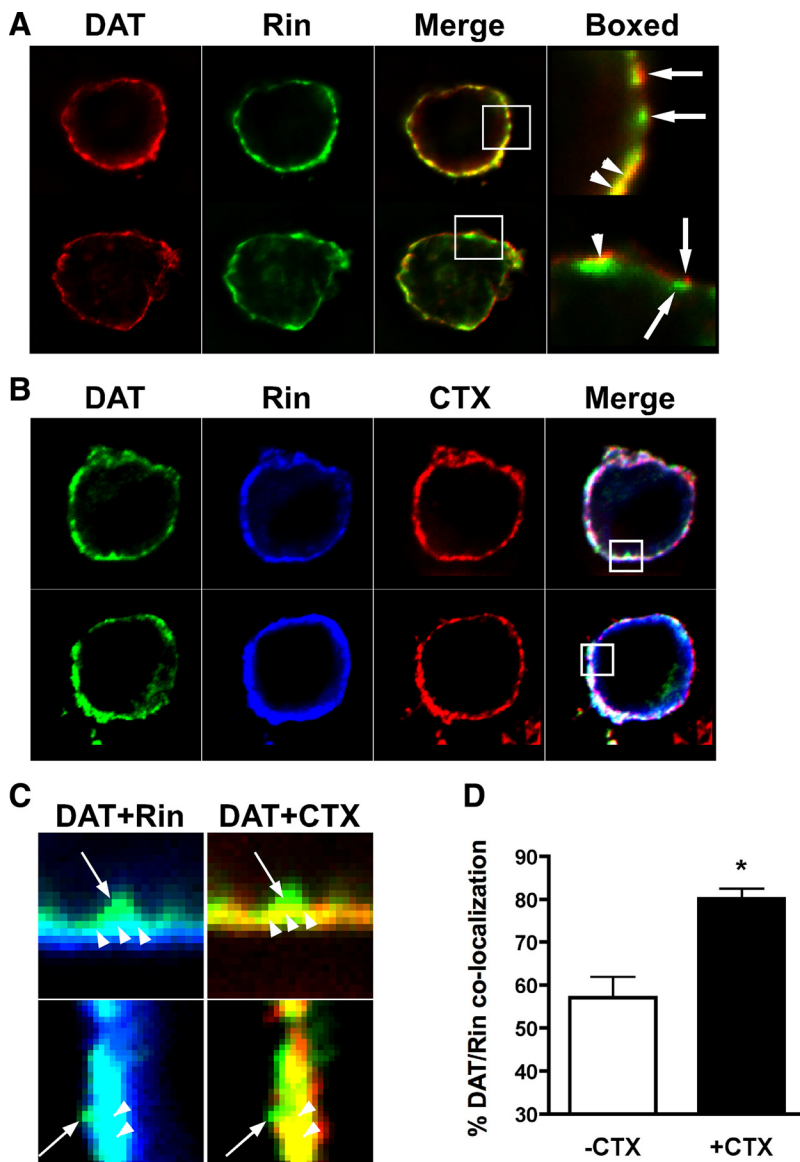 A
DAT Rin Merge Boxed
B
DAT Rin CTX Merge
C
DAT+Rin DAT+CTX
D
% DAT/Rin co-localization
90
80
70
60
50
40
30
*
-CTX +CTX